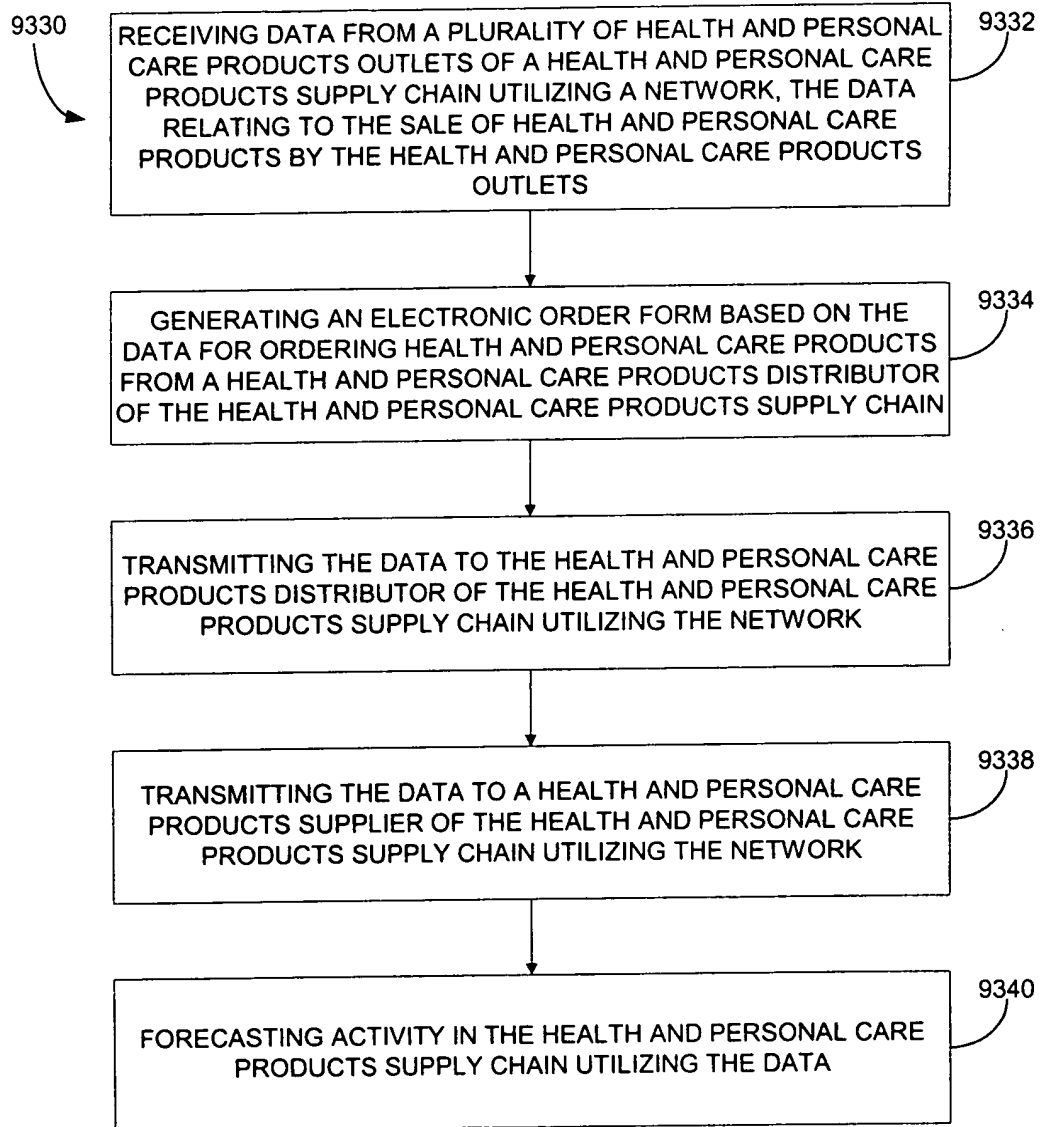 9330
RECEIVING DATA FROM A PLURALITY OF HEALTH AND PERSONAL
CARE PRODUCTS OUTLETS OF A HEALTH AND PERSONAL CARE
PRODUCTS SUPPLY CHAIN UTILIZING A NETWORK, THE DATA
RELATING TO THE SALE OF HEALTH AND PERSONAL CARE
PRODUCTS BY THE HEALTH AND PERSONAL CARE PRODUCTS
OUTLETS
9332
GENERATING AN ELECTRONIC ORDER FORM BASED ON THE
DATA FOR ORDERING HEALTH AND PERSONAL CARE PRODUCTS
FROM A HEALTH AND PERSONAL CARE PRODUCTS DISTRIBUTOR
OF THE HEALTH AND PERSONAL CARE PRODUCTS SUPPLY CHAIN
9334
TRANSMITTING THE DATA TO THE HEALTH AND PERSONAL CARE
PRODUCTS DISTRIBUTOR OF THE HEALTH AND PERSONAL CARE
PRODUCTS SUPPLY CHAIN UTILIZING THE NETWORK
9336
TRANSMITTING THE DATA TO A HEALTH AND PERSONAL CARE
PRODUCTS SUPPLIER OF THE HEALTH AND PERSONAL CARE
PRODUCTS SUPPLY CHAIN UTILIZING THE NETWORK
9338
FORECASTING ACTIVITY IN THE HEALTH AND PERSONAL CARE
PRODUCTS SUPPLY CHAIN UTILIZING THE DATA
9340